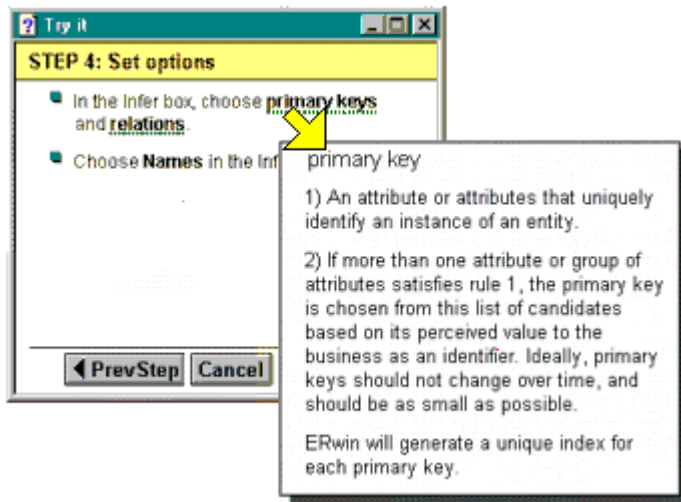 Try it
STEP 4: Set options
In the Infer box, choose primary keys
and relations.
Choose Names in the Inf
primary key
1) An attribute or attributes that uniquely
identify an instance of an entity.
2) If more than one attribute or group of
attributes satisfies rule 1, the primary key
is chosen from this list of candidates
based on its perceived value to the
business as an identifier. Ideally, primary
keys should not change over time, and
should be as small as possible.
ERwin will generate a unique index for
each primary key.
PrevStep Cancel